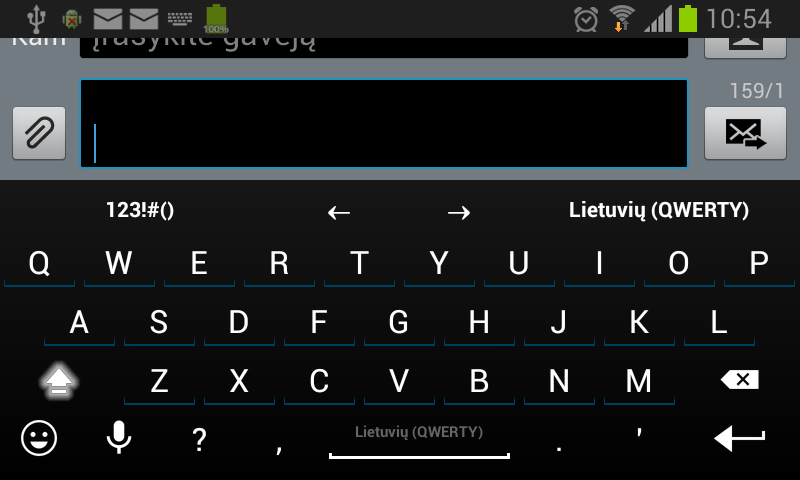 100% 10:54
Kam įrašykite gavėją
159/1
123!#() ← → Lietuvių (QWERTY)
Q W E R T Y U I O P
A S D F G H J K L
Z X C V B N M
? , Lietuvių (QWERTY) . '